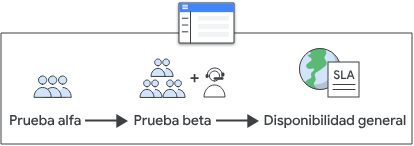 SLA
Prueba alfa
Prueba beta
Disponibilidad general